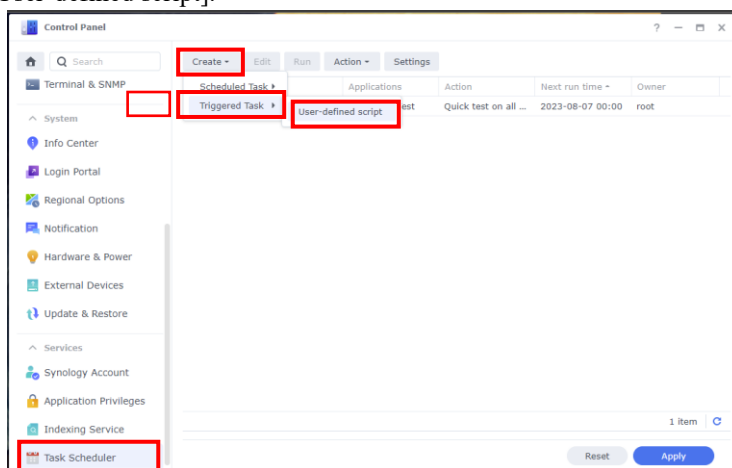 Control Panel
Search
Create Edit Run Action Settings
Terminal & SNMP
Scheduled Task Applications Action Next run time Owner
Triggered Task User-defined script est Quick test on all ... 2023-08-07 00:00 root
System
Info Center
Login Portal
Regional Options
Notification
Hardware & Power
External Devices
Update & Restore
Services
Synology Account
Application Privileges
Indexing Service
1 item
Task Scheduler
Reset Apply